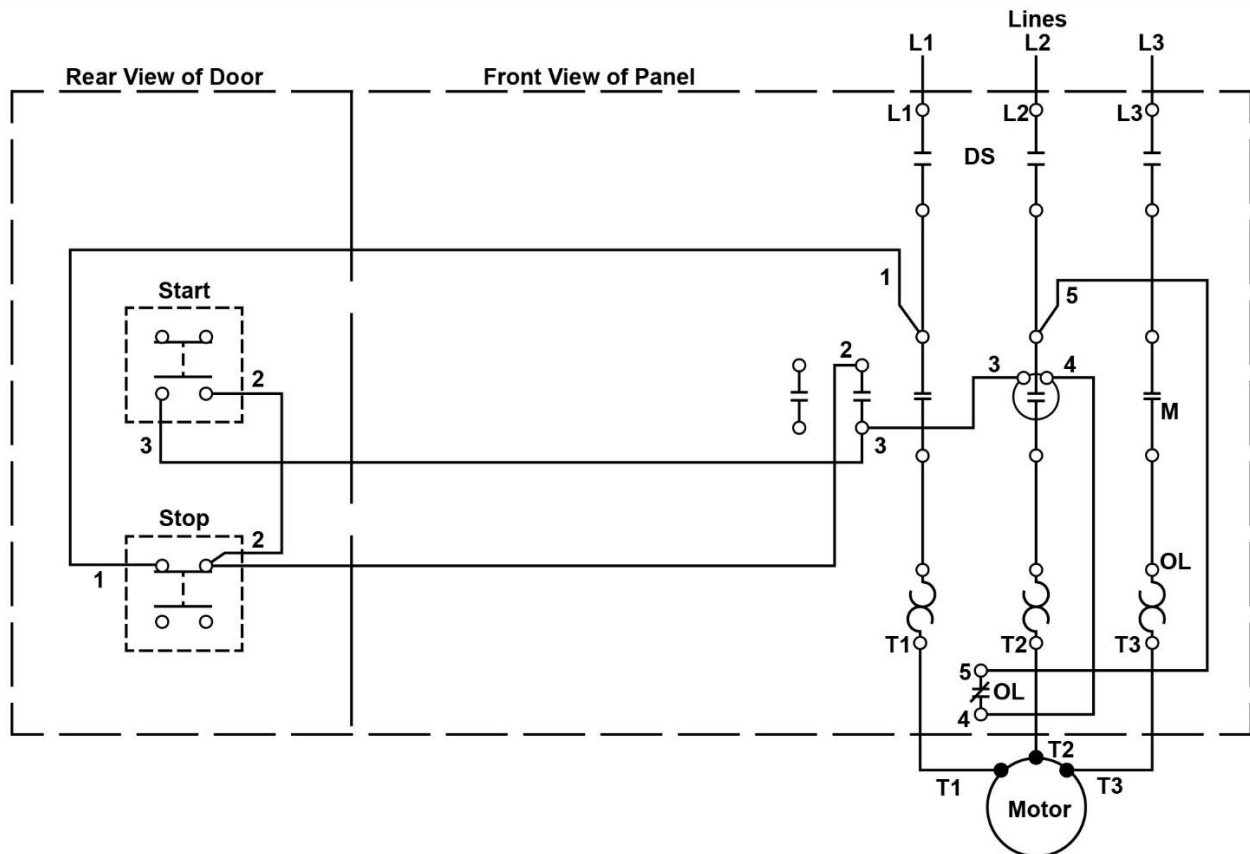 Lines
L1 L2 L3
Rear View of Door Front View of Panel
L1 L2 L3
DS
1 5
Start
2 3 4
2
M
3 3
Stop
2
1 OL
T1 T2 T3
5
OL
4
T2
T1 T3
Motor